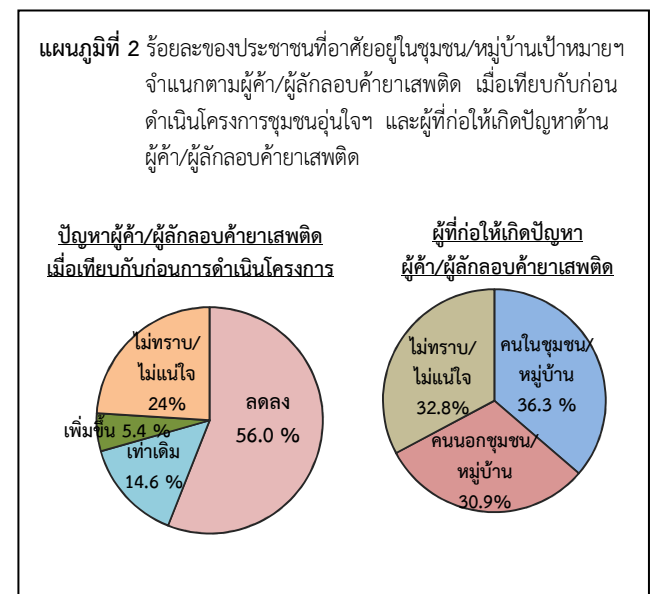 แผนภูมิที่ 2 ร้อยละของประชาชนที่อาศัยอยู่ในชุมชน/หมู่บ้านเป้าหมายฯ
จำแนกตามผู้ค้า/ผู้ลักลอบค้ายาเสพติด เมื่อเทียบกับก่อน
ดำเนินโครงการชุมชนอุ่นใจฯ และผู้ที่ก่อให้เกิดปัญหาด้าน
ผู้ค้า/ผู้ลักลอบค้ายาเสพติด
ปัญหาผู้ค้า/ผู้ลักลอบค้ายาเสพติด
เมื่อเทียบกับก่อนการดำเนินโครงการ
ไม่ทราบ/
ไม่แน่ใจ
24%
ลดลง
56.0 %
เพิ่มขึ้น 5.4 %
เท่าเดิม
14.6 %
ผู้ที่ก่อให้เกิดปัญหา
ผู้ค้า/ผู้ลักลอบค้ายาเสพติด
ไม่ทราบ/
ไม่แน่ใจ
32.8%
คนในชุมชน/
หมู่บ้าน
36.3 %
คนนอกชุมชน/
หมู่บ้าน
30.9%